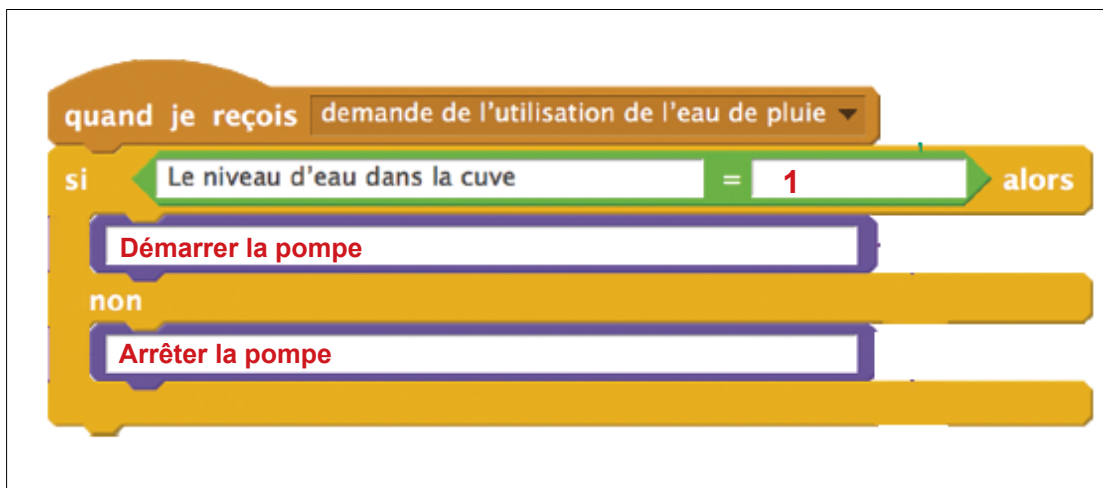 quand je reçois demande de l'utilisation de l'eau de pluie
si Le niveau d'eau dans la cuve = 1 alors
Démarrer la pompe
non
Arrêter la pompe